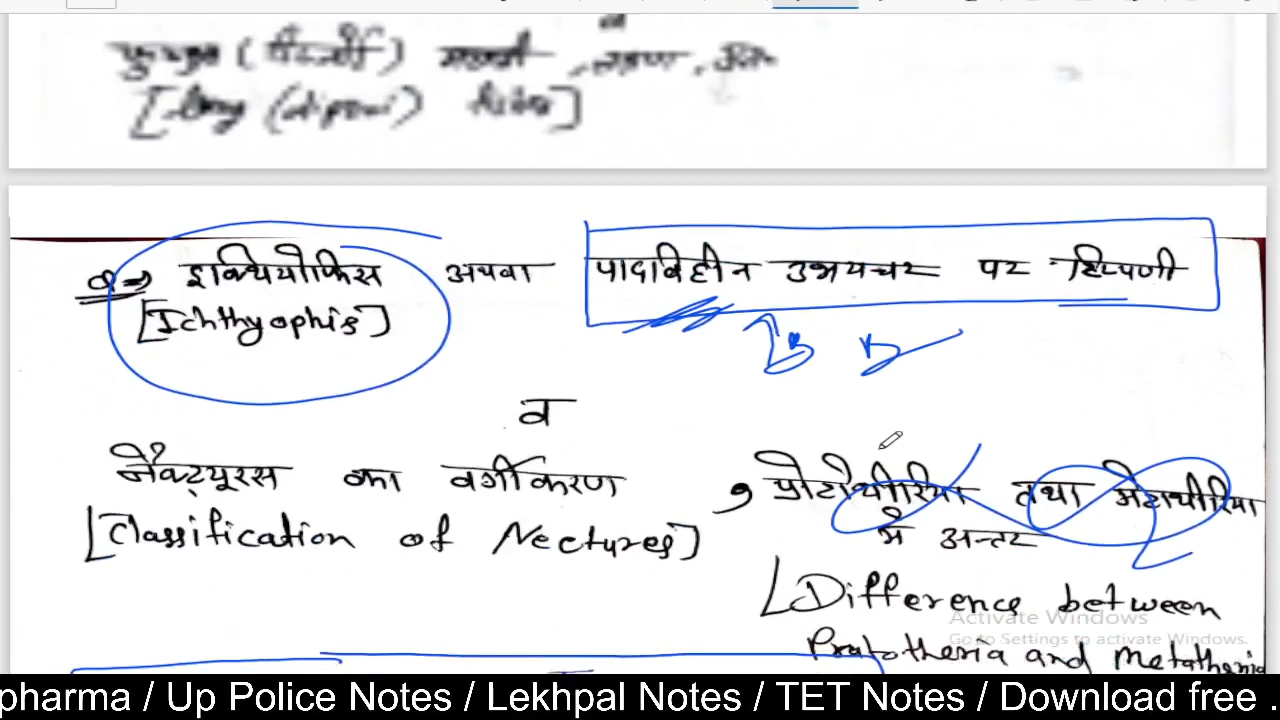 फुफ्फुस
इक्थियोफिस अथवा पादविहीन उभयचर पर टिप्पणी
[Ichthyophis]
व
नैक्ट्यूरस का वर्गीकरण , प्रोटोथीरिया तथा मेटाथीरिया
में अन्तर
[Classification of Nectures]
[Difference between
Activate Windows
Go to Settings to activate Windows.
Prototheria and Metatheria
pharma / Up Police Notes / Lekhpal Notes / TET Notes / Download free .